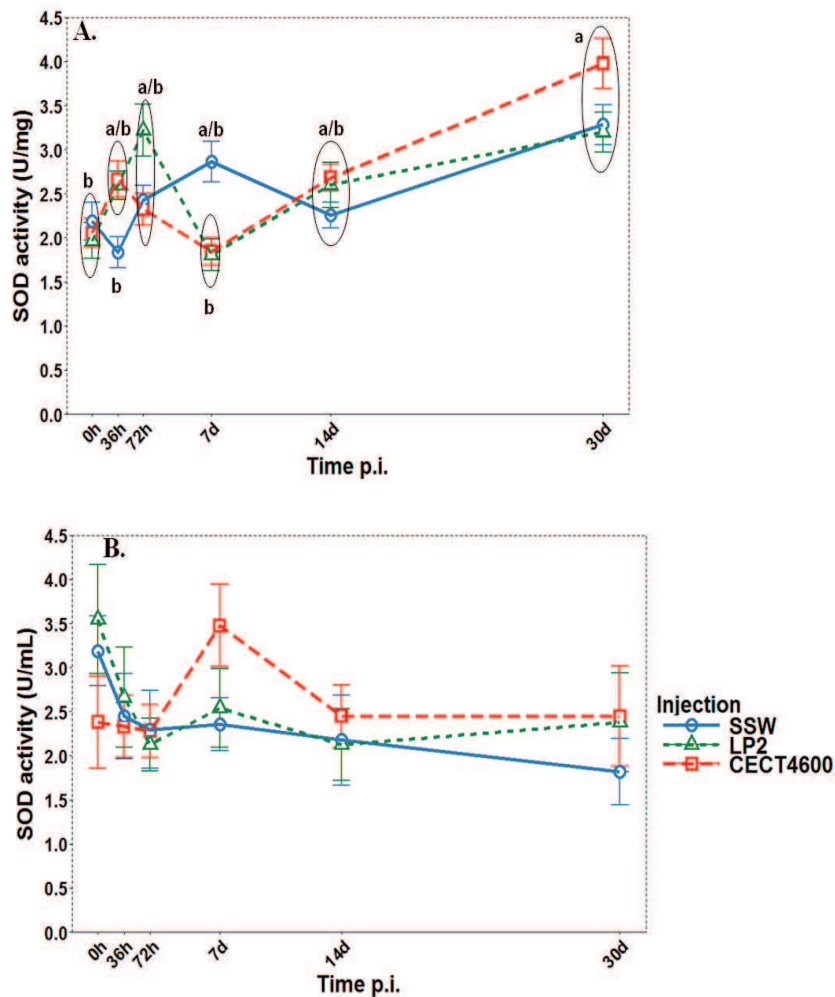 A.
4.5
4.0
3.5
3.0
2.5
2.0
1.5
1.0
0.5
0.0
SOD activity (U/mg)
b
a/b
b
a/b
a/b
b
a/b
a
0h
36h
72h
7d
14d
30d
Time p.i.
B.
4.5
4.0
3.5
3.0
2.5
2.0
1.5
1.0
0.5
0.0
SOD activity (U/mL)
0h
36h
72h
7d
14d
30d
Time p.i.
Injection
SSW
LP2
CECT4600